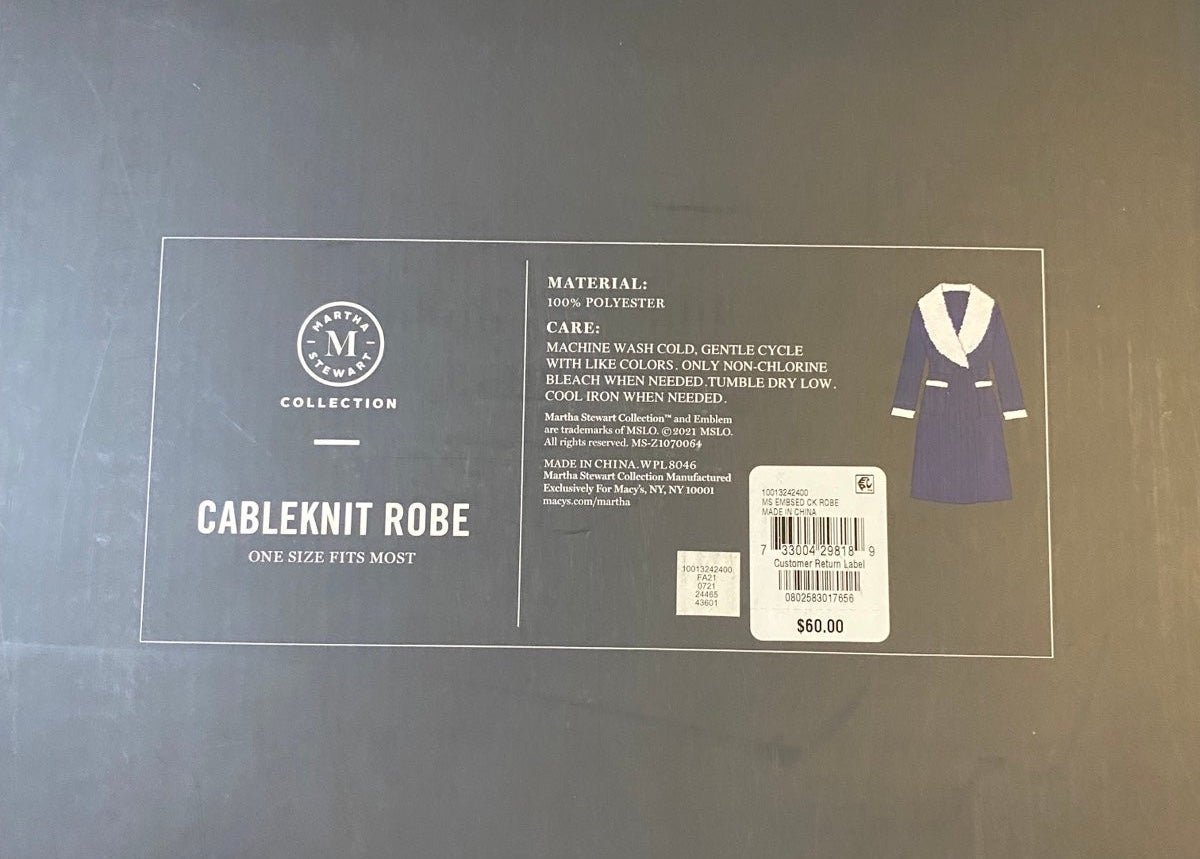 MARTHA
M
STEWART
COLLECTION
CABLEKNIT ROBE
ONE SIZE FITS MOST
MATERIAL:
100% POLYESTER
CARE:
MACHINE WASH COLD, GENTLE CYCLE
WITH LIKE COLORS. ONLY NON-CHLORINE
BLEACH WHEN NEEDED.TUMBLE DRY LOW.
COOL IRON WHEN NEEDED.
Martha Stewart Collection™ and Emblem
are trademarks of MSLO. ©2021 MSLO.
All rights reserved. MS-Z1070064
MADE IN CHINA.WPL8046
Martha Stewart Collection Manufactured
Exclusively For Macy's, NY, NY 10001
macys.com/martha
10013242400
FA21
0721
24465
43601
10013242400
MS EMBSED CK ROBE
MADE IN CHINA
7 33004 29818 9
Customer Return Label
0802583017656
$60.00